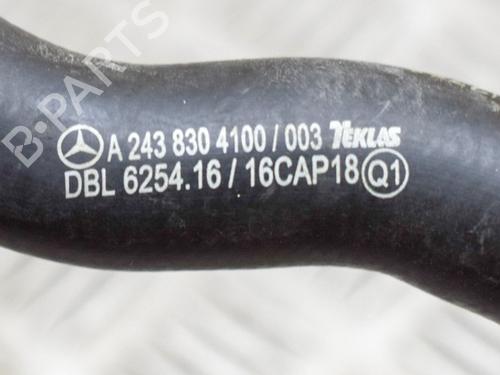 A 243 830 4100 / 003 TEKLAS
DBL 6254.16 / 16CAP18 Q1
B-PARTS